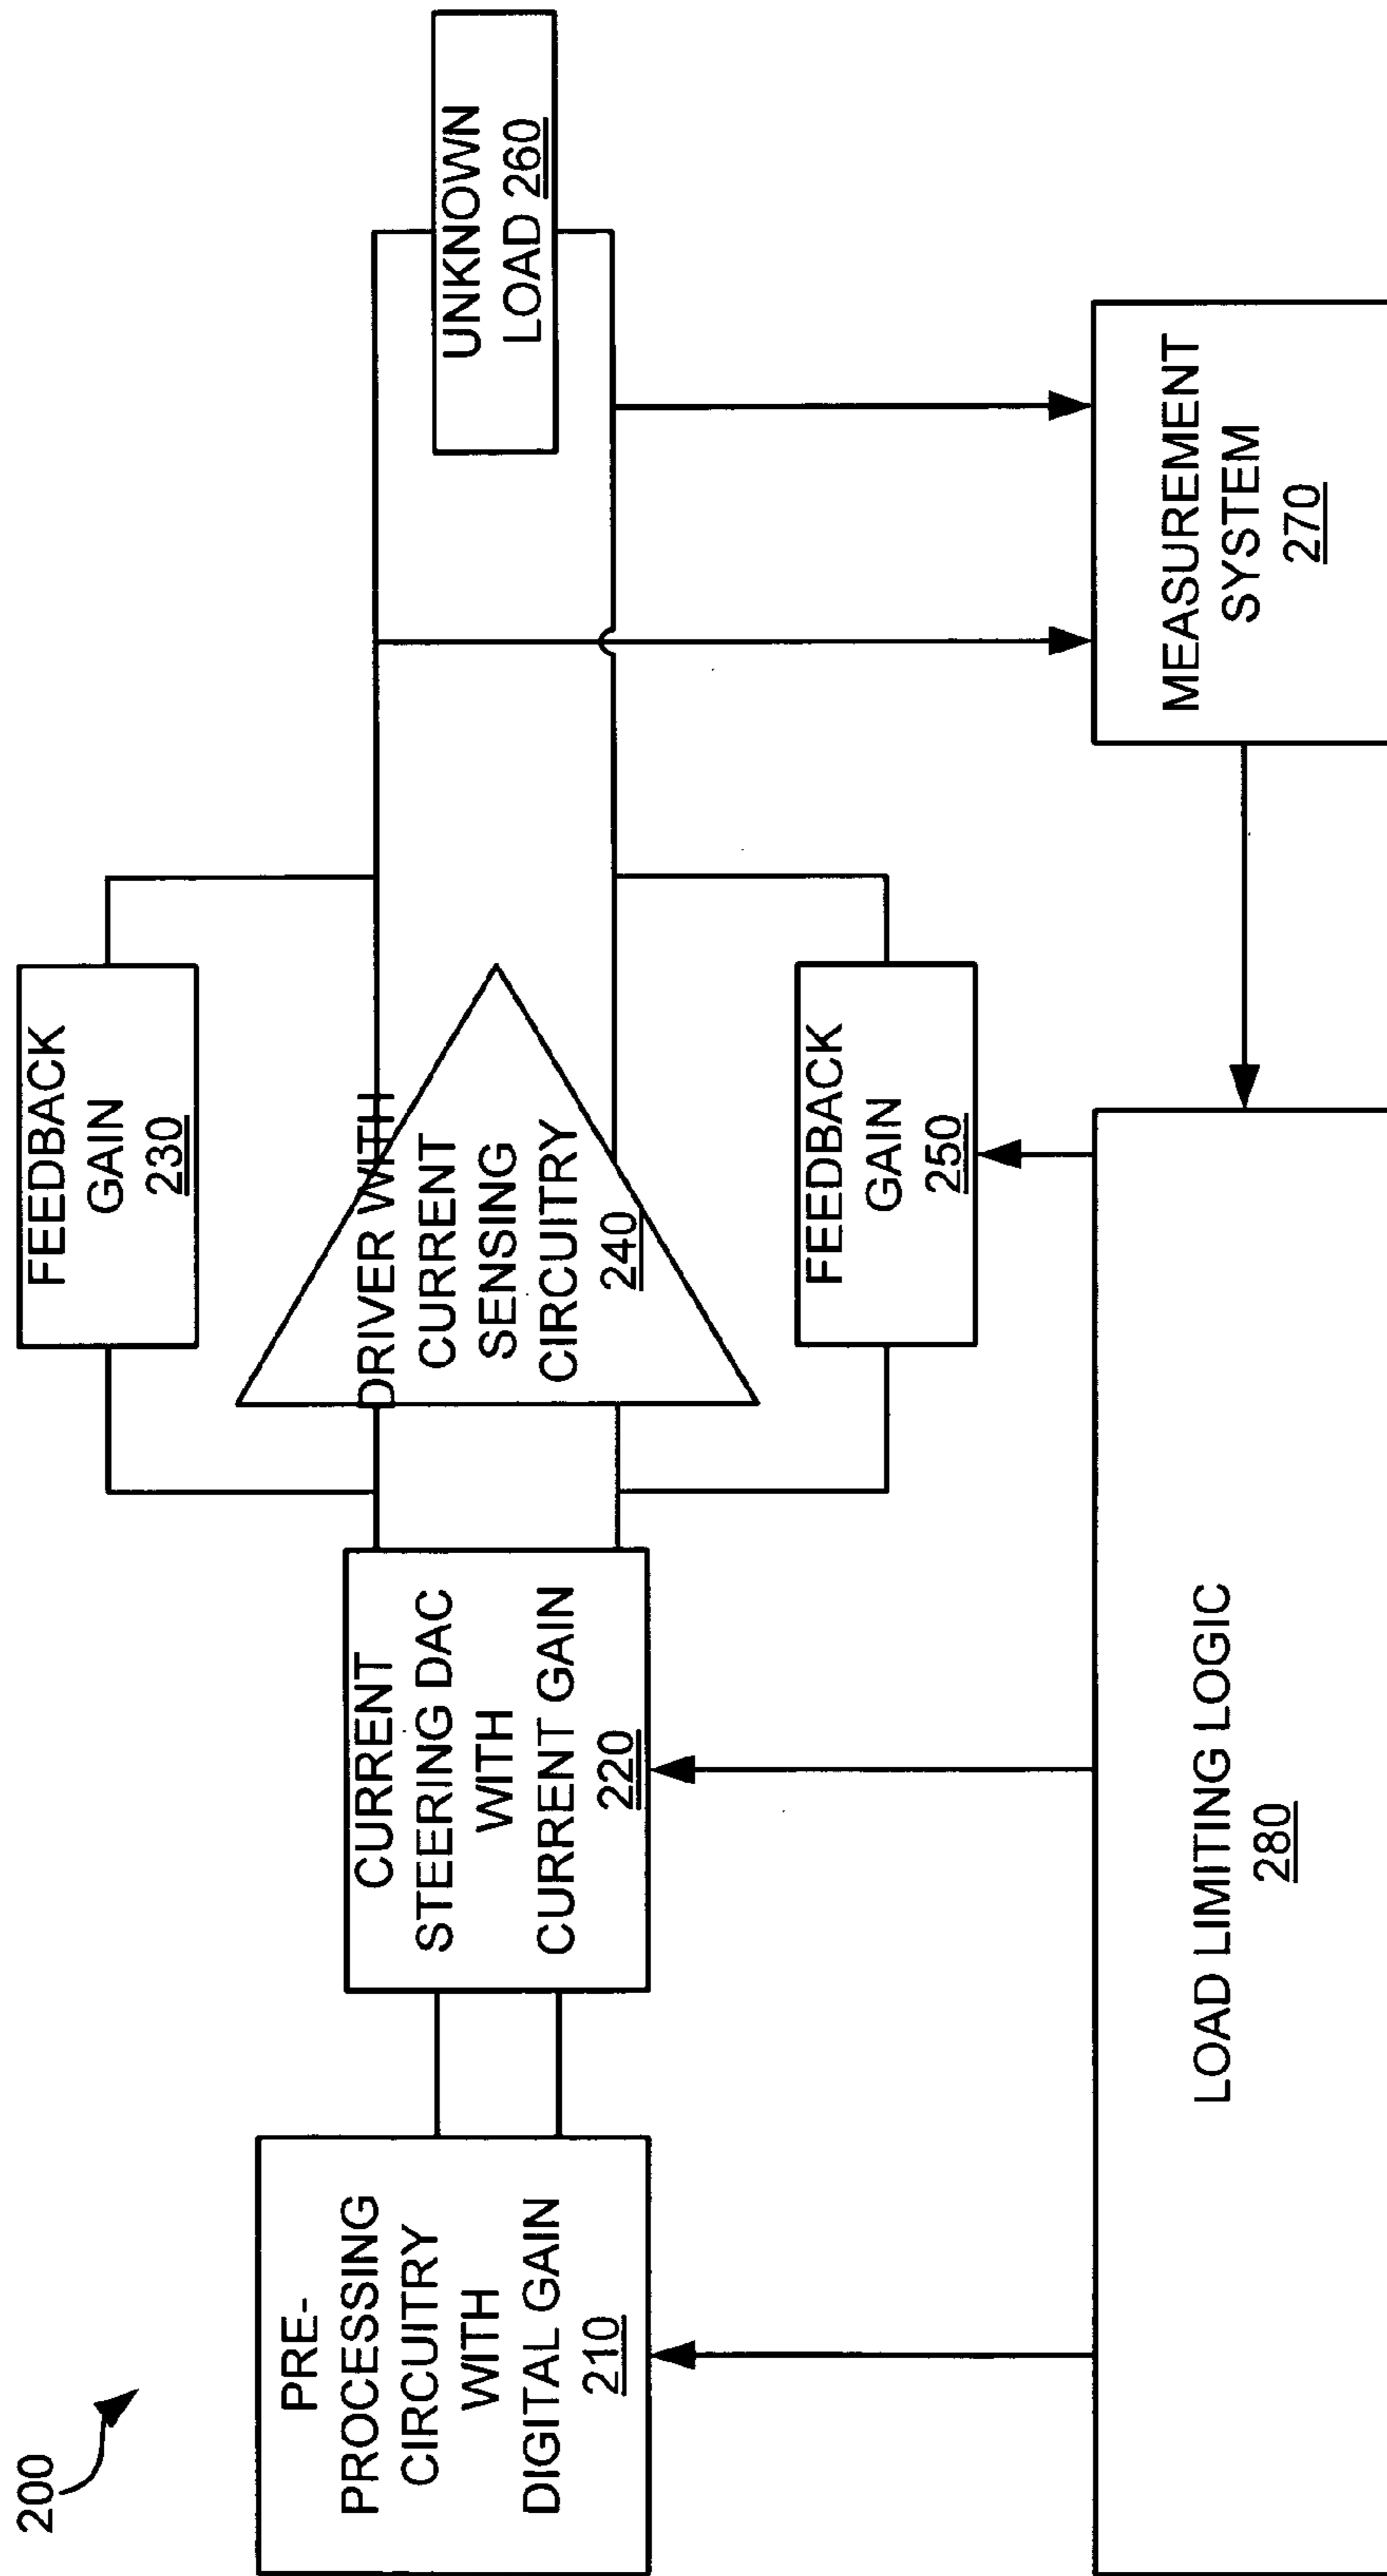 200
PRE-
PROCESSING
CIRCUITRY
WITH
DIGITAL GAIN
210
CURRENT
STEERING DAC
WITH
CURRENT GAIN
220
FEEDBACK
GAIN
230
DRIVER WITH
CURRENT
SENSING
CIRCUITRY
240
FEEDBACK
GAIN
250
UNKNOWN
LOAD 260
MEASUREMENT
SYSTEM
270
LOAD LIMITING LOGIC
280